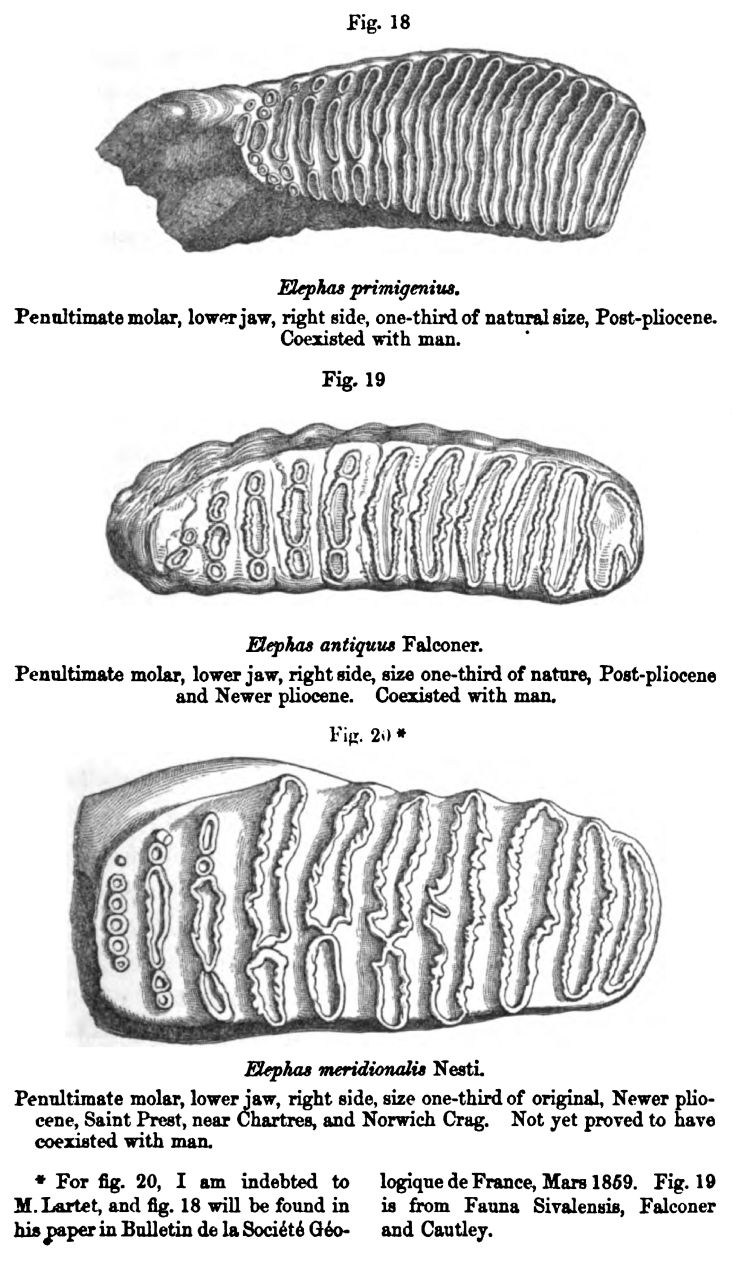 Fig. 18
Elephas primigenius.
Penultimate molar, lower jaw, right side, one-third of natural size, Post-pliocene.
Coexisted with man.
Fig. 19
Elephas antiquus Falconer.
Penultimate molar, lower jaw, right side, size one-third of nature, Post-pliocene
and Newer pliocene. Coexisted with man.
Fig. 20 *
Elephas meridionalis Nesti.
Penultimate molar, lower jaw, right side, size one-third of original, Newer plio-
cene, Saint Prest, near Chartres, and Norwich Crag. Not yet proved to have
coexisted with man.
* For fig. 20, I am indebted to
M. Lartet, and fig. 18 will be found in
his paper in Bulletin de la Société Géo-
logique de France, Mars 1859. Fig. 19
is from Fauna Sivalensis, Falconer
and Cautley.